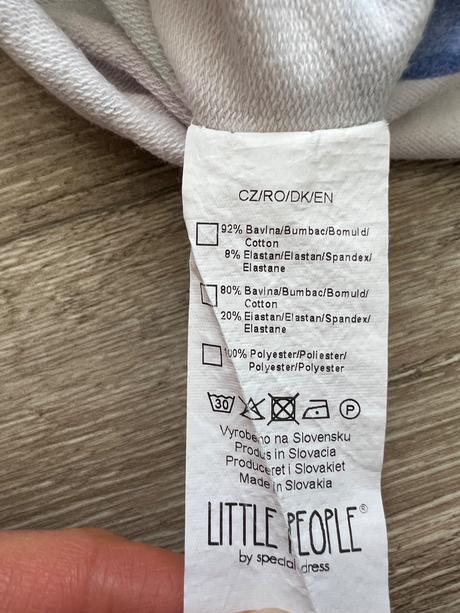 CZ/RO/DK/EN
92% Bavlna/Bumbac/Bomuld/
Cotton
8% Elastan/Elastan/Spandex/
Elastane
80% Bavlna/Bumbac/Bomuld/
Cotton
20% Elastan/Elastan/Spandex/
Elastane
100% Polyester/Poliester/
Polyester/Polyester
30 P
Vyrobeno na Slovensku
Produs in Slovacia
Produceret i Slovakiet
Made in Slovakia
LITTLE PEOPLE®
by special dress